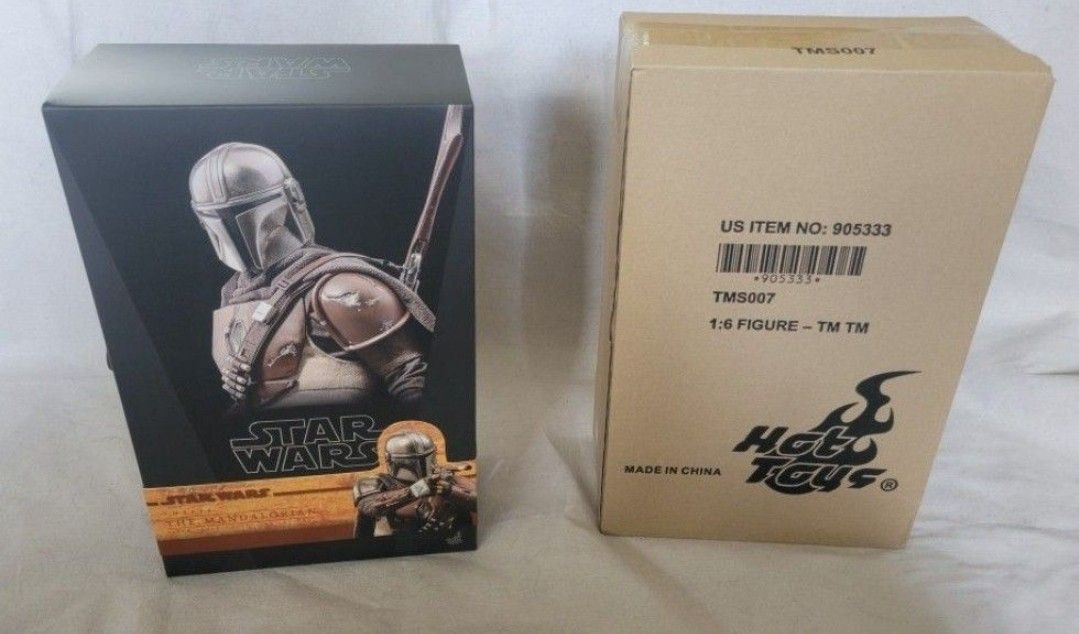 STAR WARS
STAR
WARS
STAR WARS
THE MANDALORIAN
TMS007
US ITEM NO: 905333
*905333*
TMS007
1:6 FIGURE – TM TM
Hot
Toys®
MADE IN CHINA